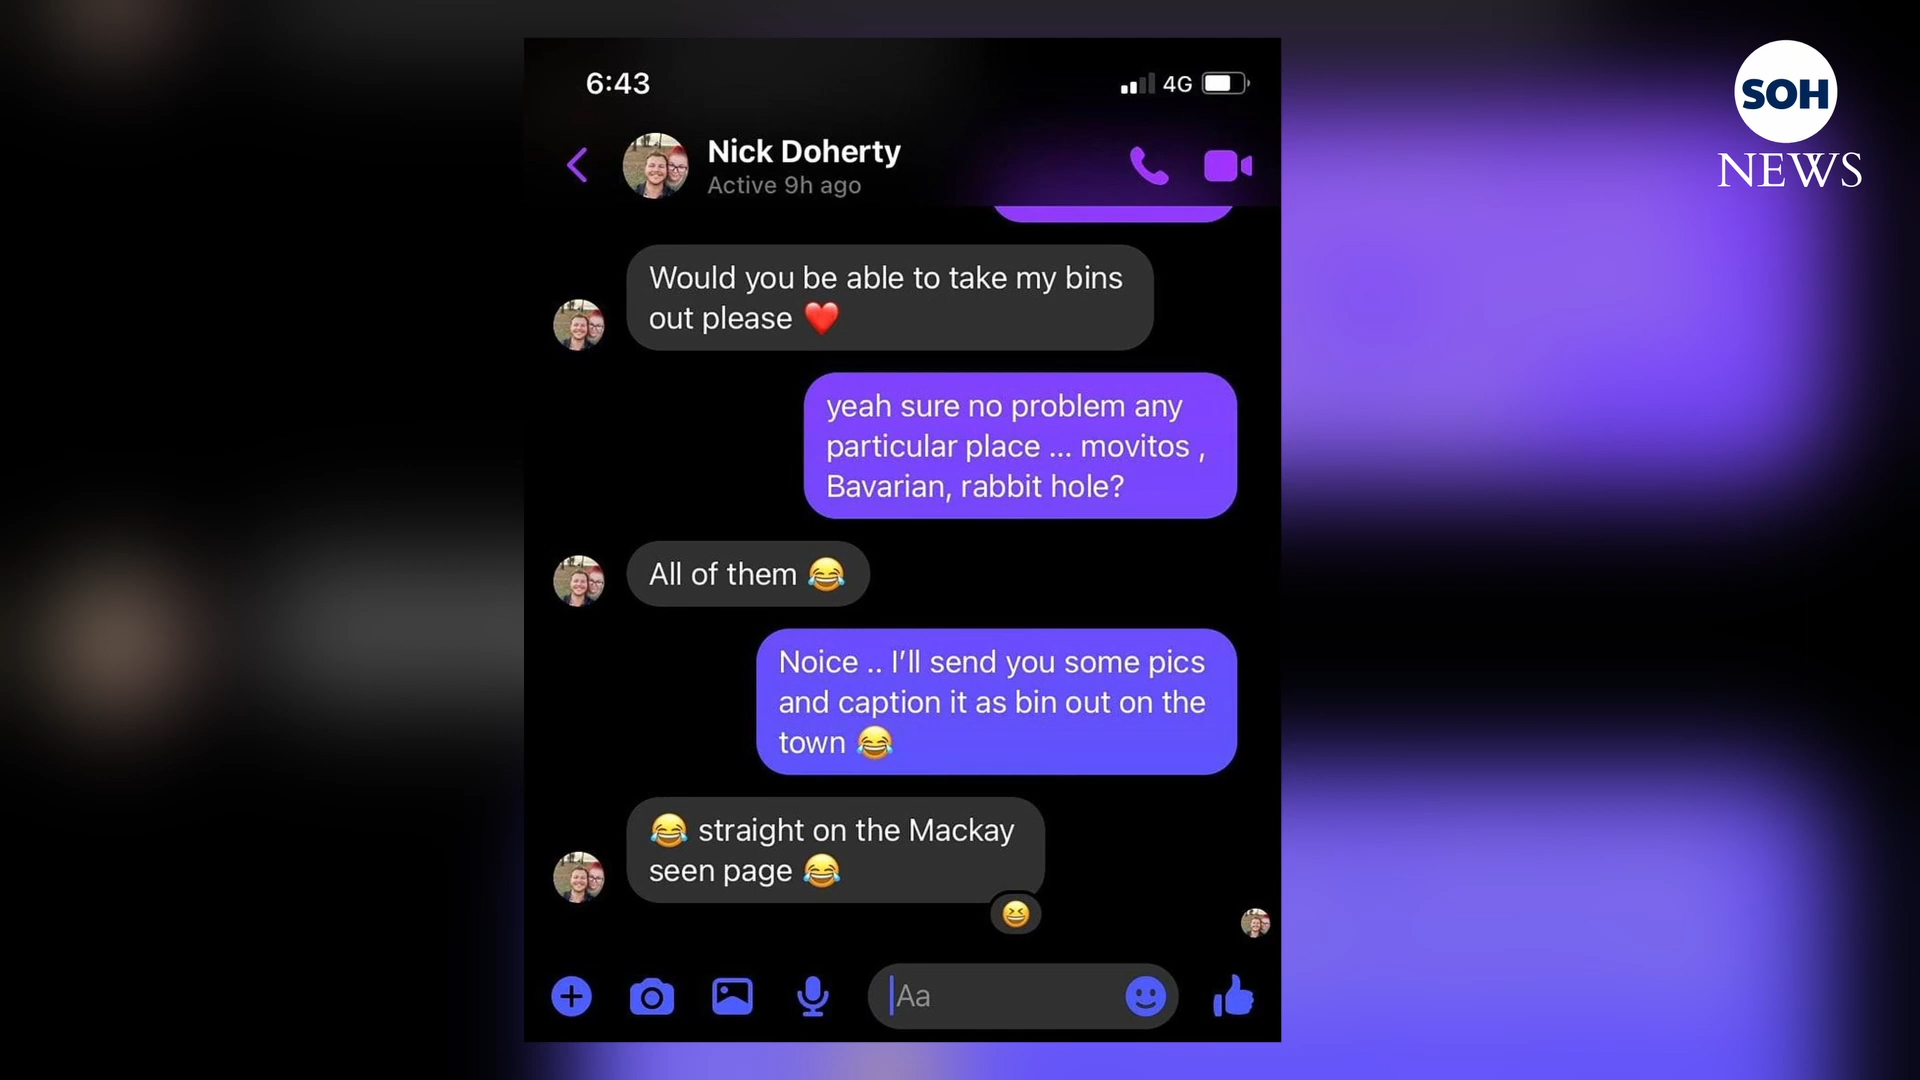 6:43
4G
SOH
NEWS
Nick Doherty
Active 9h ago
Would you be able to take my bins
out please ❤️
yeah sure no problem any
particular place ... movitos ,
Bavarian, rabbit hole?
All of them 😂
Noice .. I’ll send you some pics
and caption it as bin out on the
town 😂
😂 straight on the Mackay
seen page 😂
😆
Aa